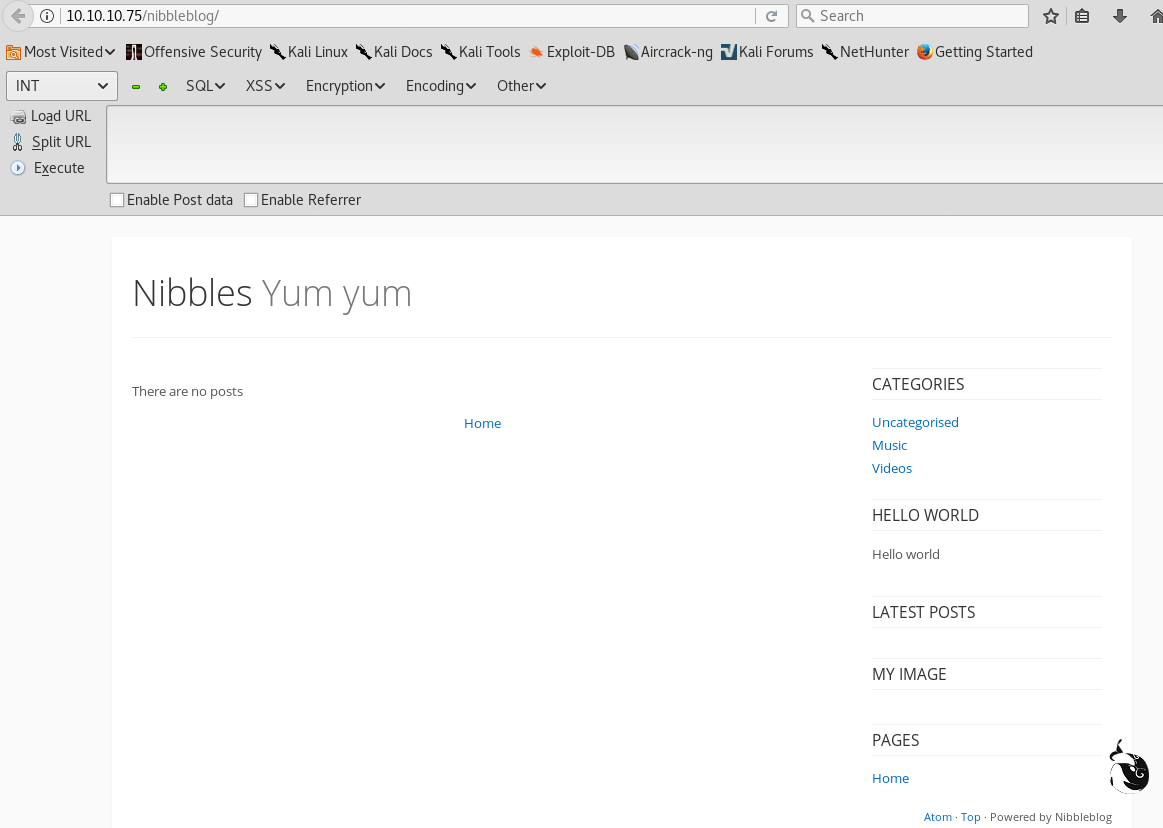 10.10.10.75/nibbleblog/
Search
Most Visited
Offensive Security
Kali Linux
Kali Docs
Kali Tools
Exploit-DB
Aircrack-ng
Kali Forums
NetHunter
Getting Started
INT
SQL
XSS
Encryption
Encoding
Other
Load URL
Split URL
Execute
Enable Post data
Enable Referrer
Nibbles Yum yum
There are no posts
Home
CATEGORIES
Uncategorised
Music
Videos
HELLO WORLD
Hello world
LATEST POSTS
MY IMAGE
PAGES
Home
Atom · Top · Powered by Nibbleblog